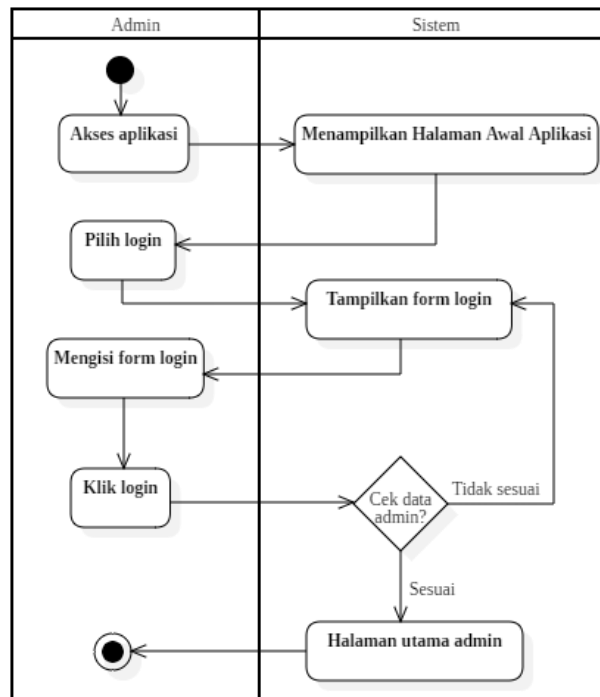 Admin
Sistem
Akses aplikasi
Menampilkan Halaman Awal Aplikasi
Pilih login
Tampilkan form login
Mengisi form login
Klik login
Cek data
admin?
Tidak sesuai
Sesuai
Halaman utama admin